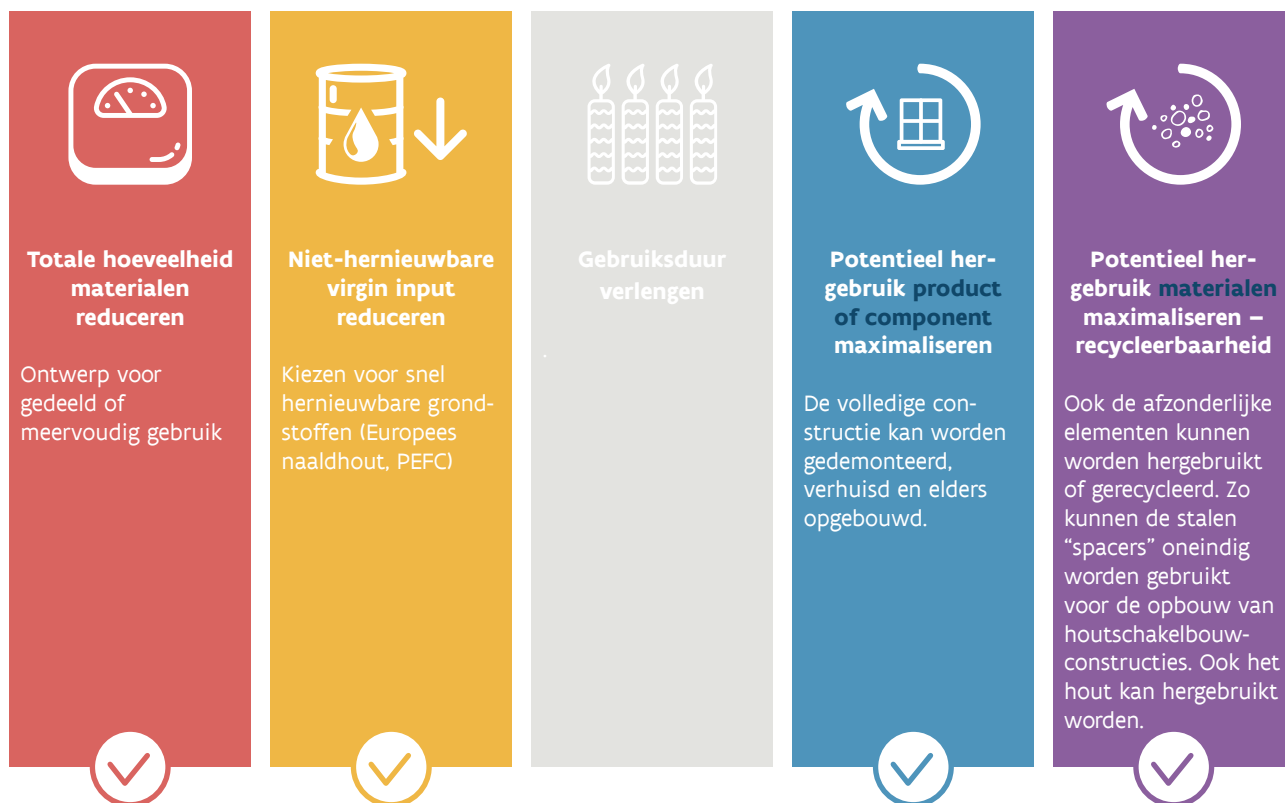 Totale hoeveelheid
materialen
reduceren
Ontwerp voor
gedeeld of
meervoudig gebruik
Niet-hernieuwbare
virgin input
reduceren
Kiezen voor snel
hernieuwbare grond-
stoffen (Europees
naaldhout, PEFC)
Gebruiksduur
verlengen
.
Potentieel her-
gebruik product
of component
maximaliseren
De volledige con-
structie kan worden
gedemonteerd,
verhuisd en elders
opgebouwd.
Potentieel her-
gebruik materialen
maximaliseren –
recycleerbaarheid
Ook de afzonderlijke
elementen kunnen
worden hergebruikt
of gerecycleerd. Zo
kunnen de stalen
“spacers” oneindig
worden gebruikt
voor de opbouw van
houtschakelbouw-
constructies. Ook het
hout kan hergebruikt
worden.